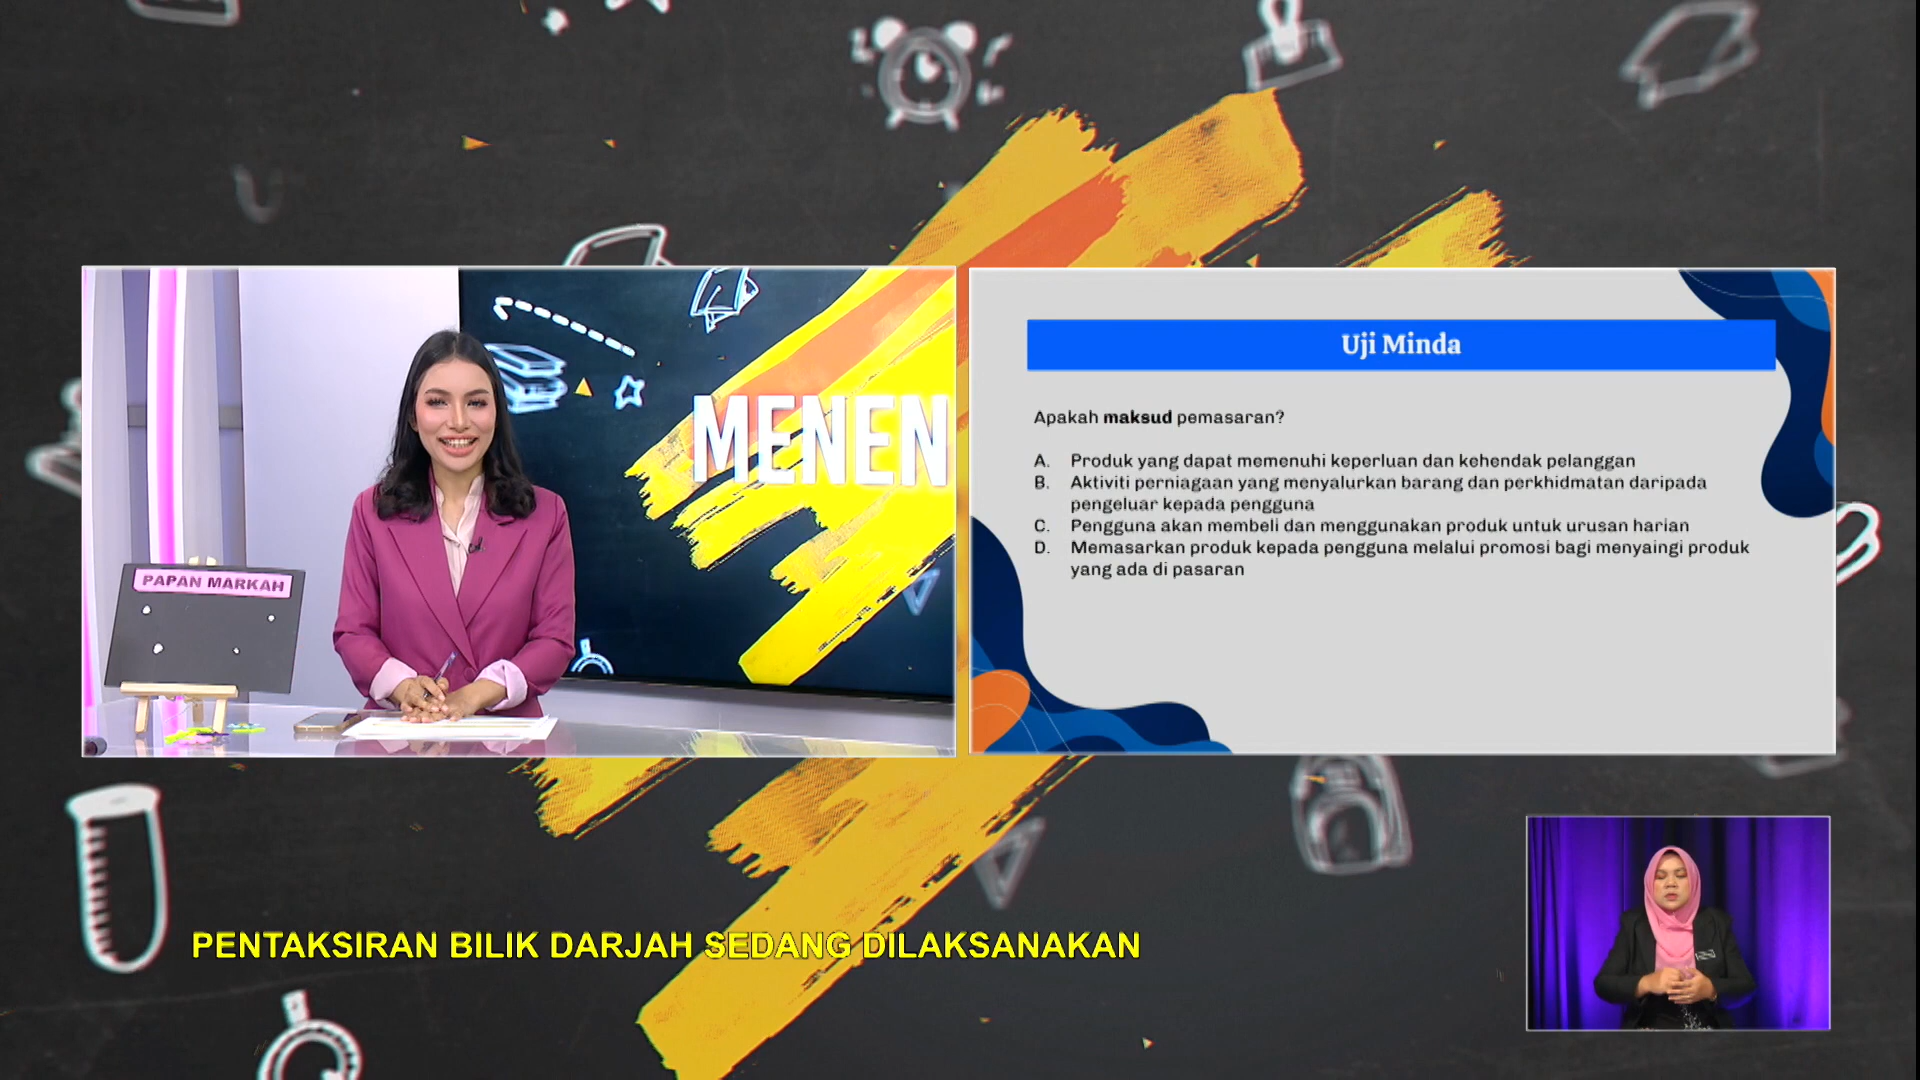 PAPAN MARKAH
MENEN
Uji Minda
Apakah maksud pemasaran?
A. Produk yang dapat memenuhi keperluan dan kehendak pelanggan
B. Aktiviti perniagaan yang menyalurkan barang dan perkhidmatan daripada
pengeluar kepada pengguna
C. Pengguna akan membeli dan menggunakan produk untuk urusan harian
D. Memasarkan produk kepada pengguna melalui promosi bagi menyaingi produk
yang ada di pasaran
PENTAKSIRAN BILIK DARJAH SEDANG DILAKSANAKAN